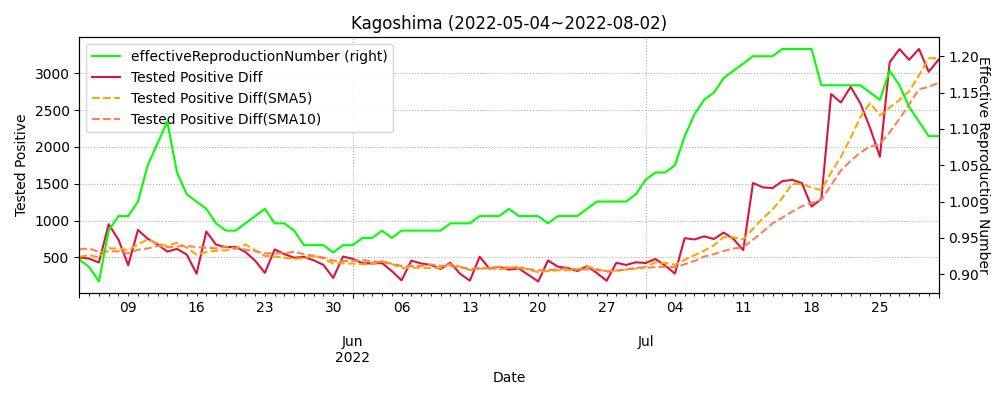 Kagoshima (2022-05-04~2022-08-02)
effectiveReproductionNumber (right)
Tested Positive Diff
Tested Positive Diff(SMA5)
Tested Positive Diff(SMA10)
Tested Positive
3000
2500
2000
1500
1000
500
1.20
1.15
1.10
1.05
1.00
0.95
0.90
Effective Reproduction Number
09 16 23 30 06 13 20 27 04 11 18 25
Jun Jul
2022
Date